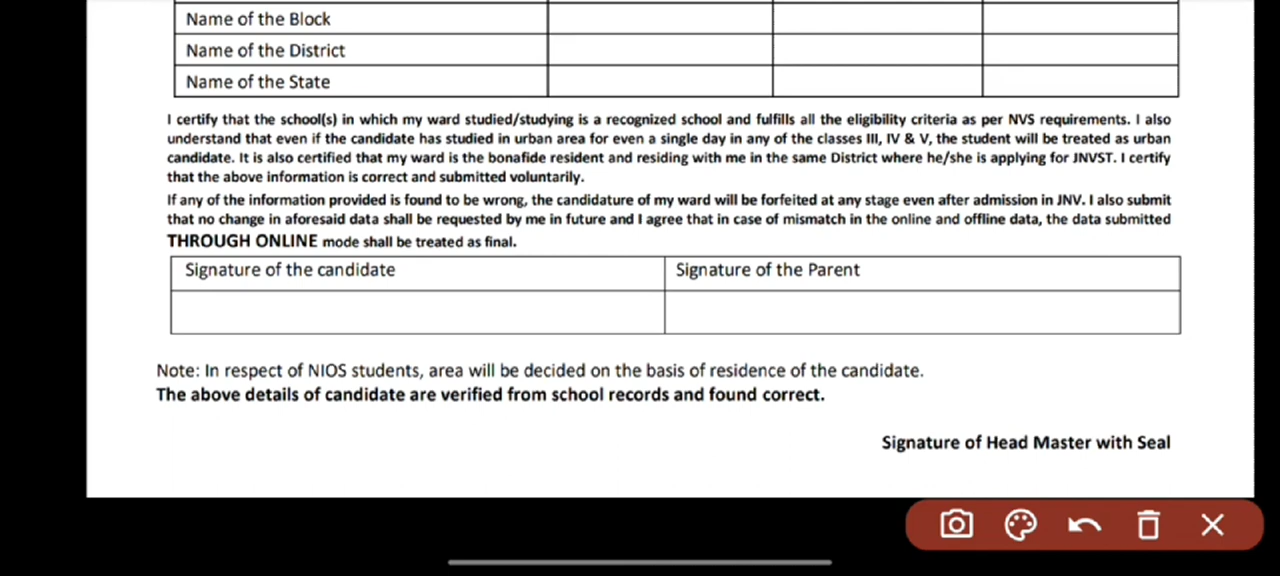 Name of the Block
Name of the District
Name of the State
I certify that the school(s) in which my ward studied/studying is a recognized school and fulfills all the eligibility criteria as per NVS requirements. I also
understand that even if the candidate has studied in urban area for even a single day in any of the classes III, IV & V, the student will be treated as urban
candidate. It is also certified that my ward is the bonafide resident and residing with me in the same District where he/she is applying for JNVST. I certify
that the above information is correct and submitted voluntarily.
If any of the information provided is found to be wrong, the candidature of my ward will be forfeited at any stage even after admission in JNV. I also submit
that no change in aforesaid data shall be requested by me in future and I agree that in case of mismatch in the online and offline data, the data submitted
THROUGH ONLINE mode shall be treated as final.
Signature of the candidate Signature of the Parent
Note: In respect of NIOS students, area will be decided on the basis of residence of the candidate.
The above details of candidate are verified from school records and found correct.
Signature of Head Master with Seal